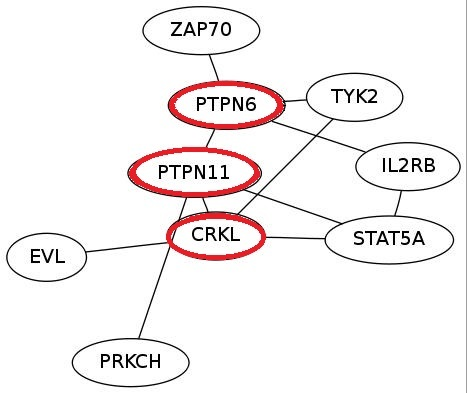 ZAP70
PTPN6
TYK2
IL2RB
PTPN11
CRKL
STAT5A
EVL
PRKCH